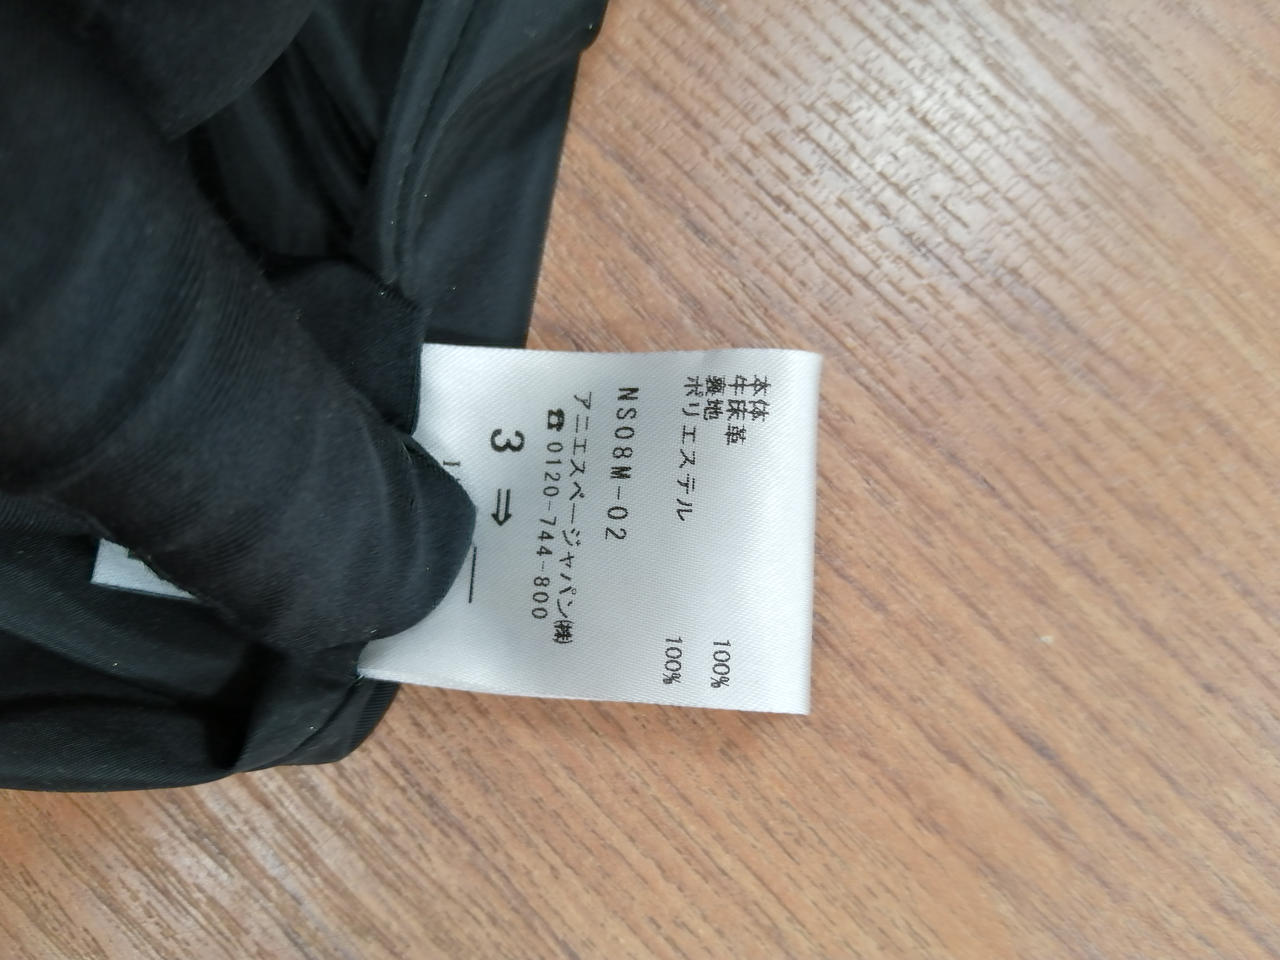 本体
牛床革 100%
裏地
ポリエステル 100%
NS08M-02
アニエスベージャパン㈱
☎0120-744-800
3 ⇒